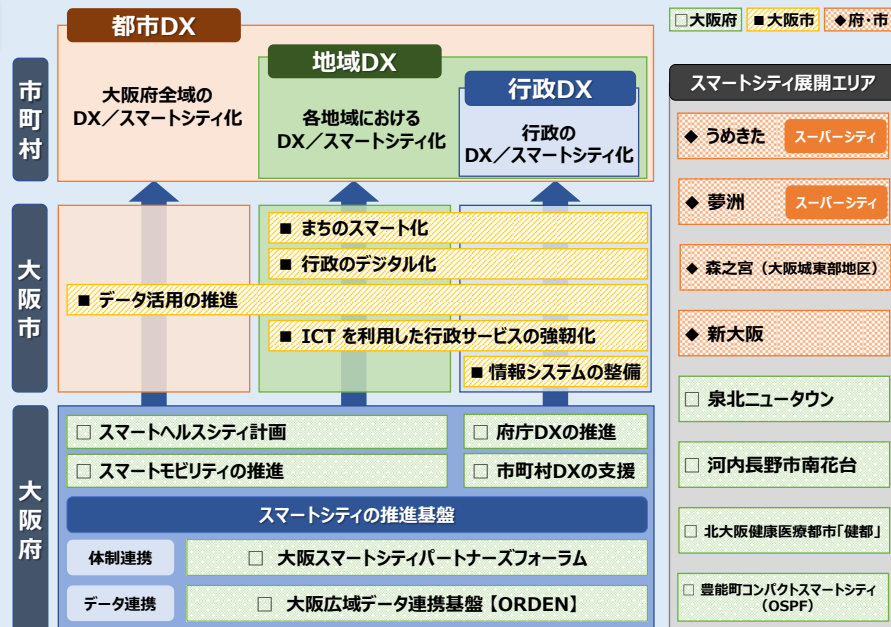 □大阪府 ■大阪市 ◆府・市
都市DX
地域DX
行政DX
市町村
大阪府全域の
DX／スマートシティ化
各地域における
DX／スマートシティ化
行政の
DX／スマートシティ化
大阪市
■ まちのスマート化
■ 行政のデジタル化
■ データ活用の推進
■ ICT を利用した行政サービスの強靭化
■ 情報システムの整備
大阪府
□ スマートヘルスシティ計画
□ 府庁DXの推進
□ スマートモビリティの推進
□ 市町村DXの支援
スマートシティの推進基盤
体制連携
□ 大阪スマートシティパートナーズフォーラム
データ連携
□ 大阪広域データ連携基盤【ORDEN】
スマートシティ展開エリア
◆ うめきた スーパーシティ
◆ 夢洲 スーパーシティ
◆ 森之宮（大阪城東部地区）
◆ 新大阪
□ 泉北ニュータウン
□ 河内長野市南花台
□ 北大阪健康医療都市「健都」
□ 豊能町コンパクトスマートシティ
（OSPF）